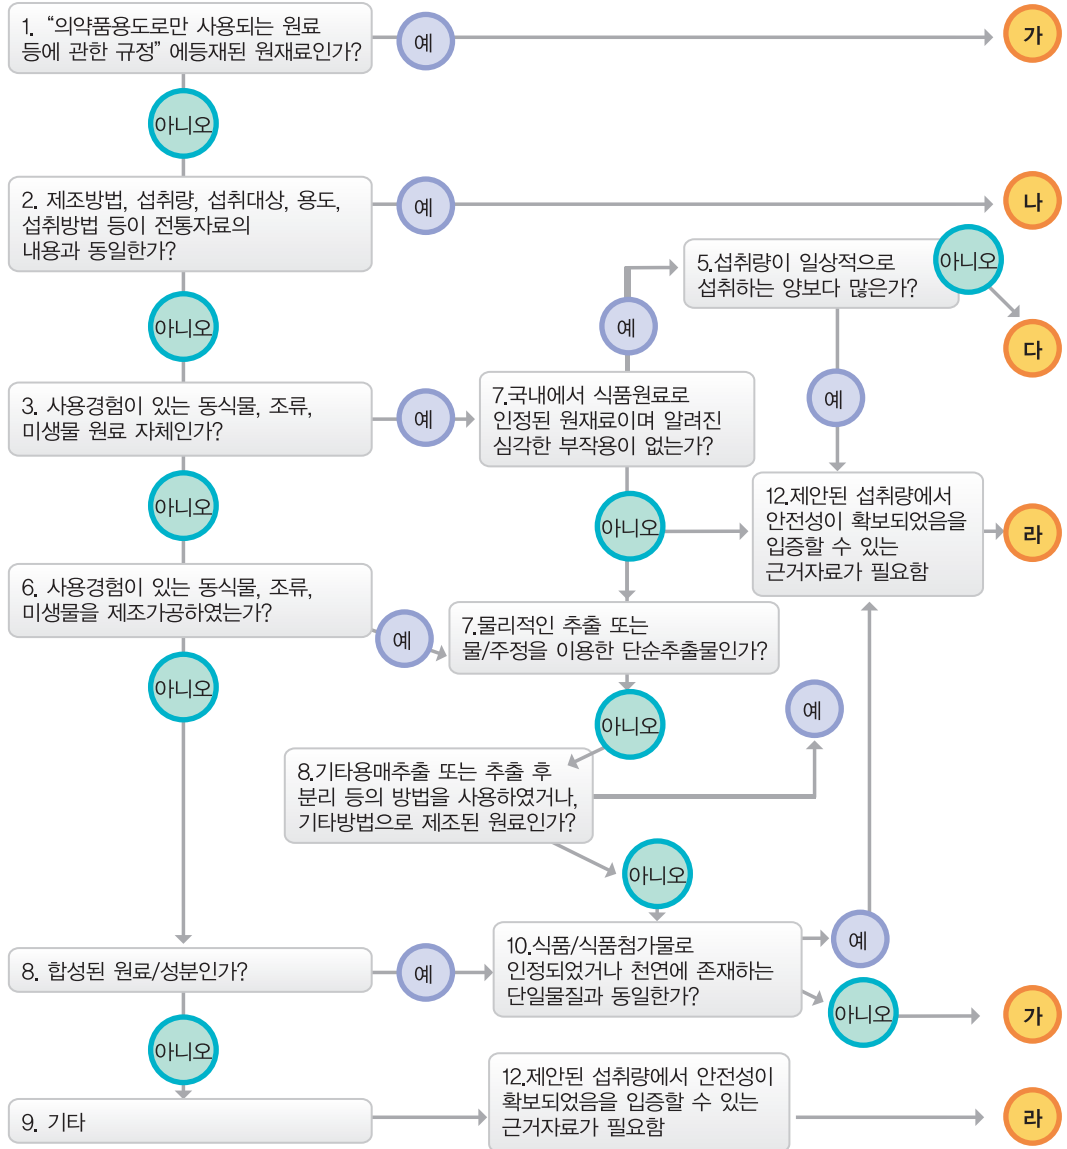 1. “의약품용도로만 사용되는 원료
등에 관한 규정” 에등재된 원재료인가?
예
가
아니오
2. 제조방법, 섭취량, 섭취대상, 용도,
섭취방법 등이 전통자료의
내용과 동일한가?
예
나
5.섭취량이 일상적으로
섭취하는 양보다 많은가?
아니오
아니오
예
다
3. 사용경험이 있는 동식물, 조류,
미생물 원료 자체인가?
예
7.국내에서 식품원료로
인정된 원재료이며 알려진
심각한 부작용이 없는가?
예
아니오
아니오
12.제안된 섭취량에서
안전성이 확보되었음을
입증할 수 있는
근거자료가 필요함
라
6. 사용경험이 있는 동식물, 조류,
미생물을 제조가공하였는가?
예
7.물리적인 추출 또는
물/주정을 이용한 단순추출물인가?
아니오
아니오
예
8.기타용매추출 또는 추출 후
분리 등의 방법을 사용하였거나,
기타방법으로 제조된 원료인가?
아니오
8. 합성된 원료/성분인가?
예
10.식품/식품첨가물로
인정되었거나 천연에 존재하는
단일물질과 동일한가?
예
아니오
가
아니오
9. 기타
12.제안된 섭취량에서 안전성이
확보되었음을 입증할 수 있는
근거자료가 필요함
라